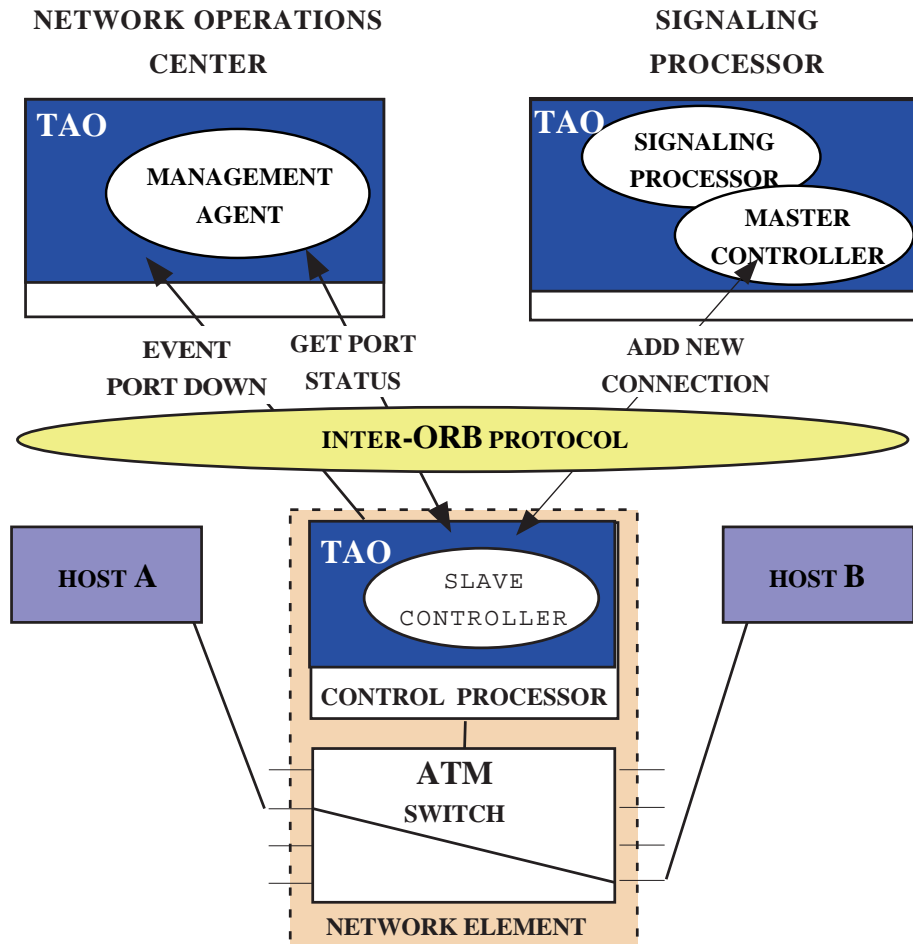 NETWORK OPERATIONS
CENTER
SIGNALING
PROCESSOR
TAO
MANAGEMENT
AGENT
TAO
SIGNALING
PROCESSOR
MASTER
CONTROLLER
EVENT
PORT DOWN
GET PORT
STATUS
ADD NEW
CONNECTION
INTER-ORB PROTOCOL
HOST A
TAO
SLAVE
CONTROLLER
HOST B
CONTROL PROCESSOR
ATM
SWITCH
NETWORK ELEMENT